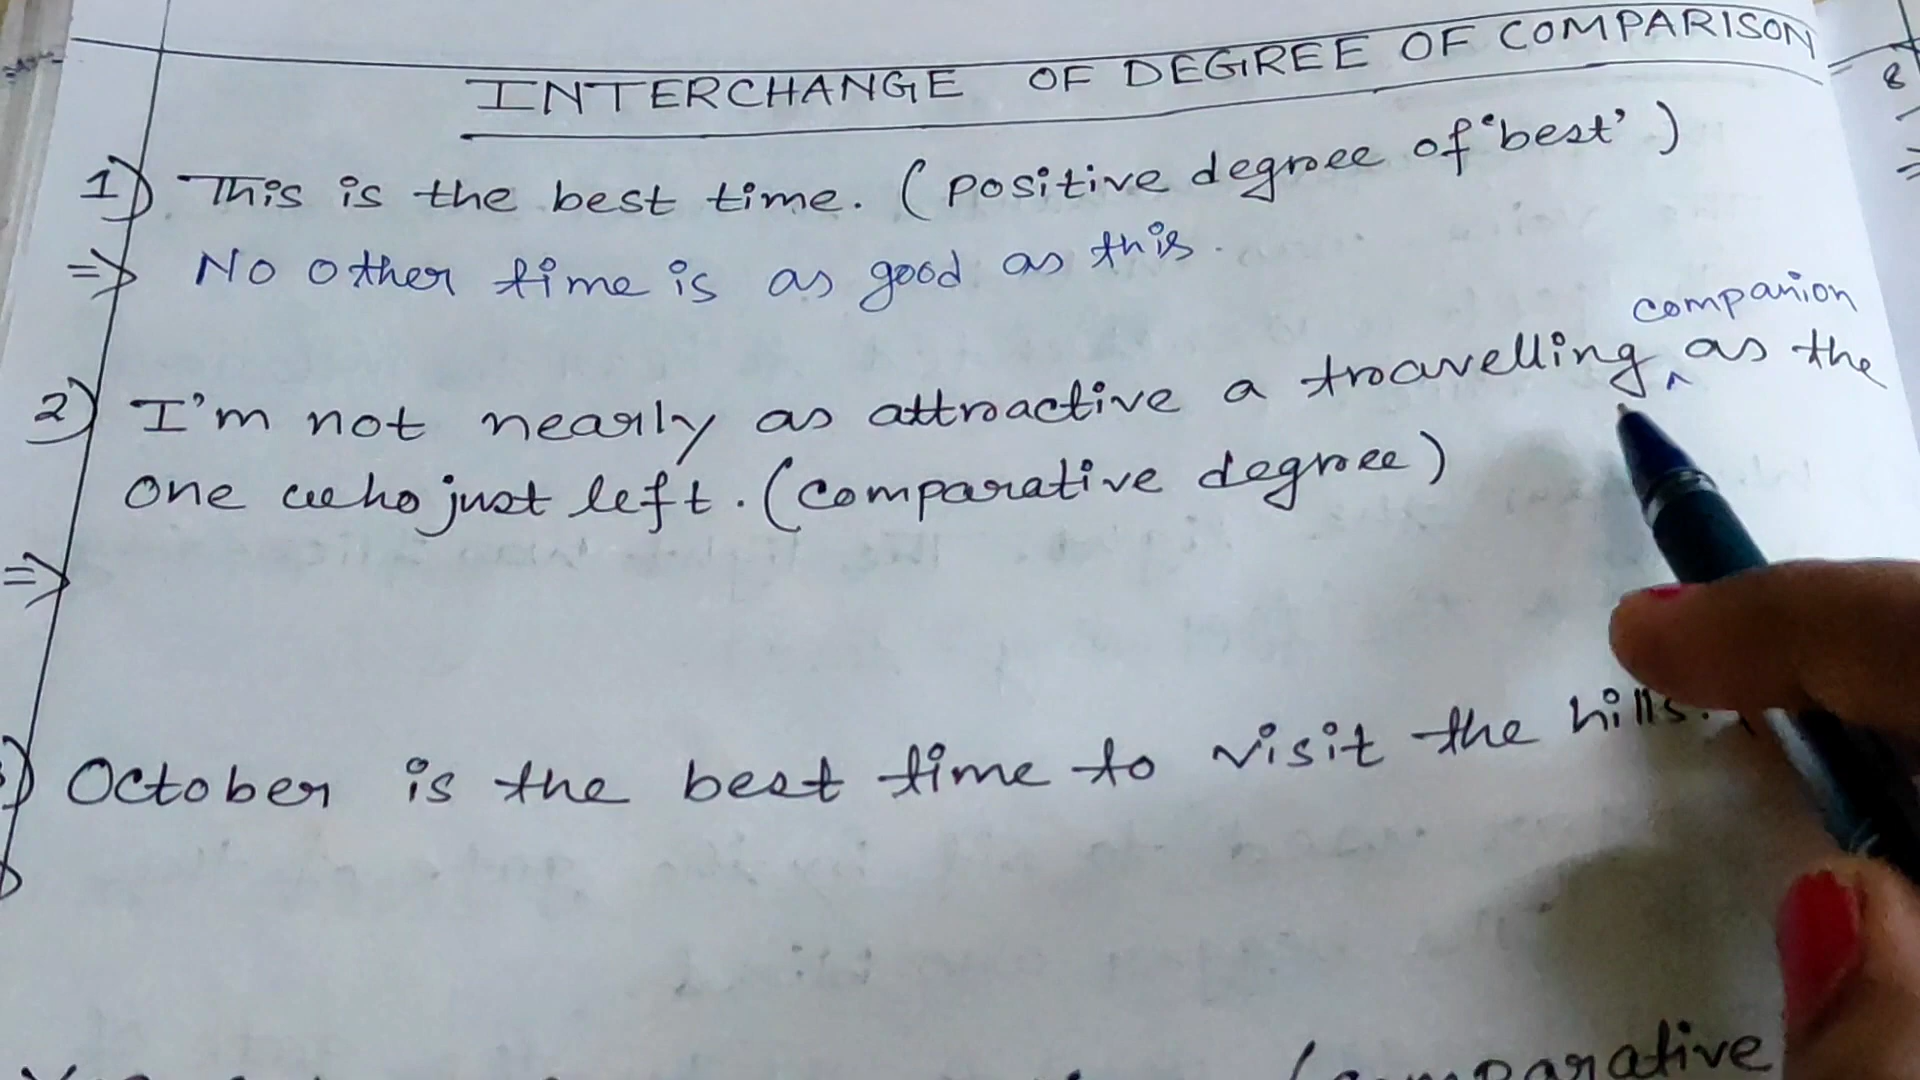 INTERCHANGE OF DEGREE OF COMPARISON
1) This is the best time. (positive degree of 'best')
=> No other time is as good as this.
companion
2) I'm not nearly as attractive a travelling ^ as the
one who just left. (comparative degree)
=>
October is the best time to visit the hills.
(comparative
8